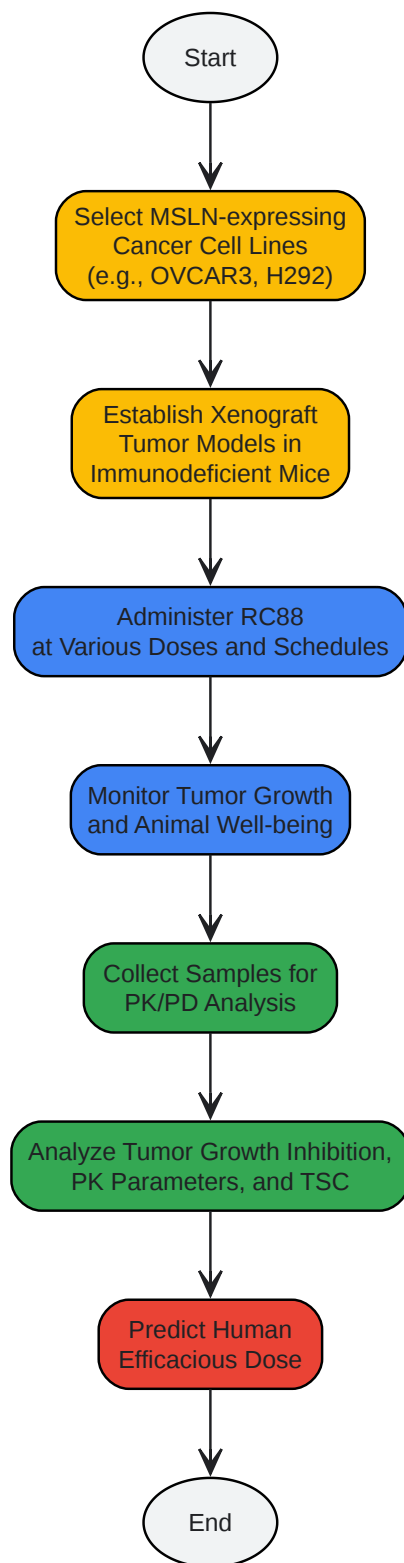 Start
Select MSLN-expressing
Cancer Cell Lines
(e.g., OVCAR3, H292)
Establish Xenograft
Tumor Models in
Immunodeficient Mice
Administer RC88
at Various Doses and Schedules
Monitor Tumor Growth
and Animal Well-being
Collect Samples for
PK/PD Analysis
Analyze Tumor Growth Inhibition,
PK Parameters, and TSC
Predict Human
Efficacious Dose
End